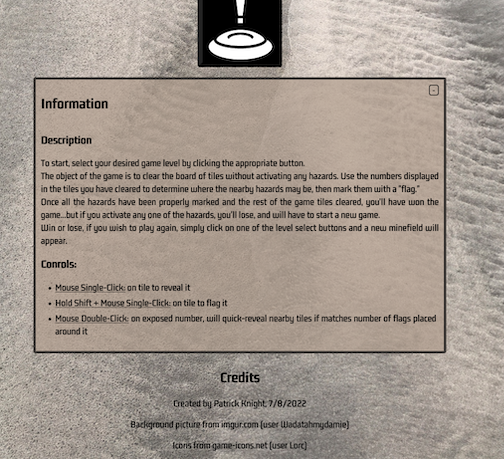 Information
Description
To start, select your desired game level by clicking the appropriate button.
The object of the game is to clear the board of tiles without activating any hazards. Use the numbers displayed
in the tiles you have cleared to determine where the nearby hazards may be, then mark them with a "flag."
Once all the hazards have been properly marked and the rest of the game tiles cleared, you'll have won the
game...but if you activate any one of the hazards, you'll lose, and will have to start a new game.
Win or lose, if you wish to play again, simply click on one of the level select buttons and a new minefield will
appear.
Conrols:
• Mouse Single-Click: on tile to reveal it
• Hold Shift + Mouse Single-Click: on tile to flag it
• Mouse Double-Click: on exposed number, will quick-reveal nearby tiles if matches number of flags placed
around it
Credits
Created by Patrick Knight, 7/8/2022
Background picture from imgur.com (user Wadatahmydamie)
Icons from game-icons.net (user Lorc)